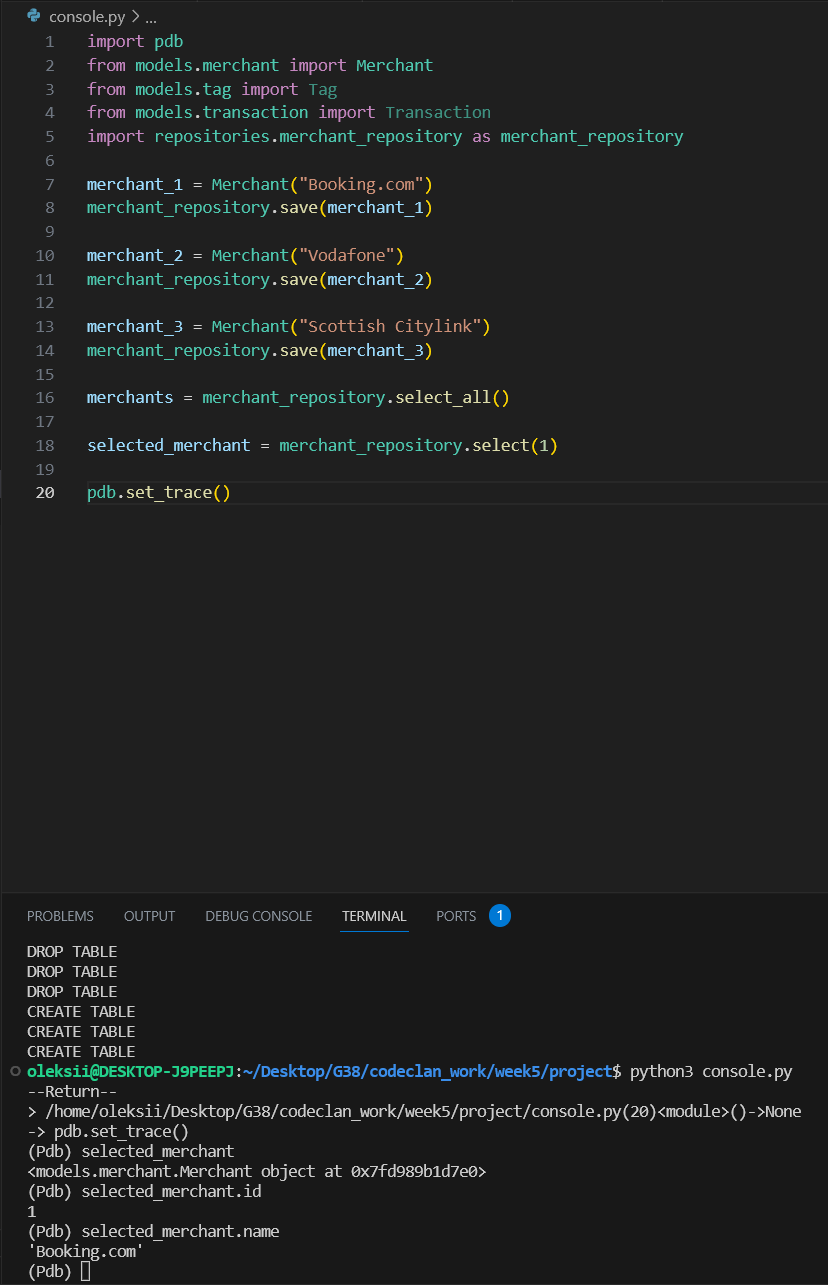 console.py > ...
1 import pdb
2 from models.merchant import Merchant
3 from models.tag import Tag
4 from models.transaction import Transaction
5 import repositories.merchant_repository as merchant_repository
6
7 merchant_1 = Merchant("Booking.com")
8 merchant_repository.save(merchant_1)
9
10 merchant_2 = Merchant("Vodafone")
11 merchant_repository.save(merchant_2)
12
13 merchant_3 = Merchant("Scottish Citylink")
14 merchant_repository.save(merchant_3)
15
16 merchants = merchant_repository.select_all()
17
18 selected_merchant = merchant_repository.select(1)
19
20 pdb.set_trace()
PROBLEMS OUTPUT DEBUG CONSOLE TERMINAL PORTS 1
DROP TABLE
DROP TABLE
DROP TABLE
CREATE TABLE
CREATE TABLE
CREATE TABLE
oleksii@DESKTOP-J9PEEPJ:~/Desktop/G38/codeclan_work/week5/project$ python3 console.py
--Return--
> /home/oleksii/Desktop/G38/codeclan_work/week5/project/console.py(20)<module>()->None
-> pdb.set_trace()
(Pdb) selected_merchant
<models.merchant.Merchant object at 0x7fd989b1d7e0>
(Pdb) selected_merchant.id
1
(Pdb) selected_merchant.name
'Booking.com'
(Pdb)